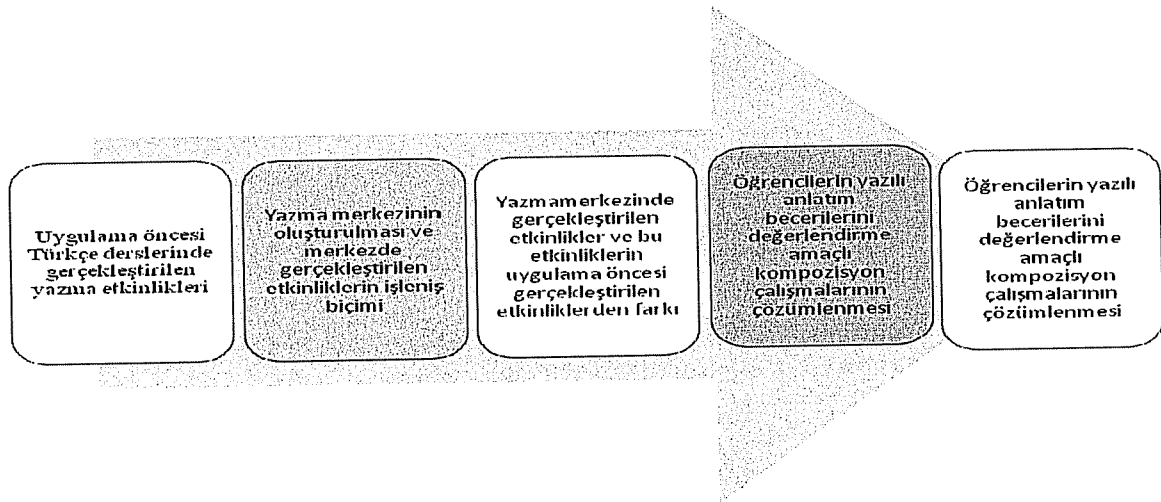 Uygulama öncesi
Türkçe derslerinde
gerçekleştirilen
yazma etkinlikleri
Yazma merkezinin
oluşturulması ve
merkezde
gerçekleştirilen
etkinliklerin işleniş
biçimi
Yazmamerkezinde
gerçekleştirilen
etkinlikler ve bu
etkinliklerin
uygulama öncesi
gerçekleştirilen
etkinliklerden farkı
Öğrencilerin yazılı
anlatım
becerilerini
değerlendirme
amaçlı
kompozisyon
çalışmalarının
çözümlenmesi
Öğrencilerin yazılı
anlatım
becerilerini
değerlendirme
amaçlı
kompozisyon
çalışmalarının
çözümlenmesi